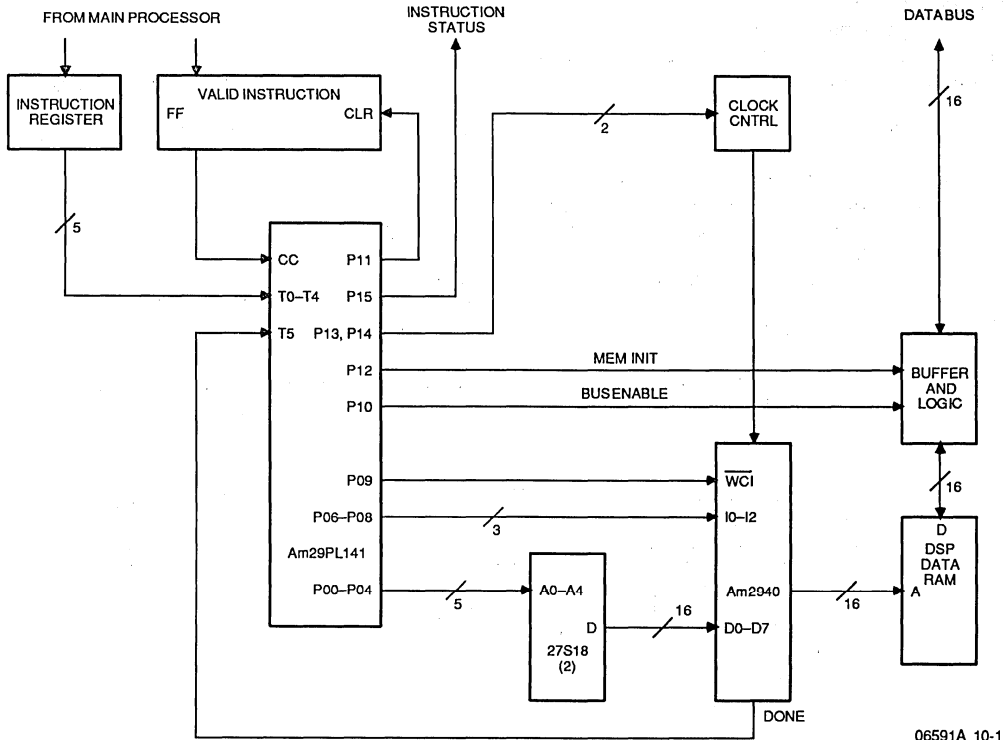 FROM MAIN PROCESSOR
INSTRUCTION
STATUS
DATABUS
INSTRUCTION
REGISTER
VALID INSTRUCTION
FF
CLR
2
CLOCK
CNTRL
16
5
CC
P11
T0–T4
P15
T5
P13, P14
P12
MEM INIT
P10
BUSENABLE
BUFFER
AND
LOGIC
16
P09
WCI
P06–P08
3
I0–I2
Am29PL141
P00–P04
5
A0–A4
D
27S18
(2)
16
Am2940
D0–D7
16
D
DSP
DATA
RAM
A
DONE
06591A 10-1